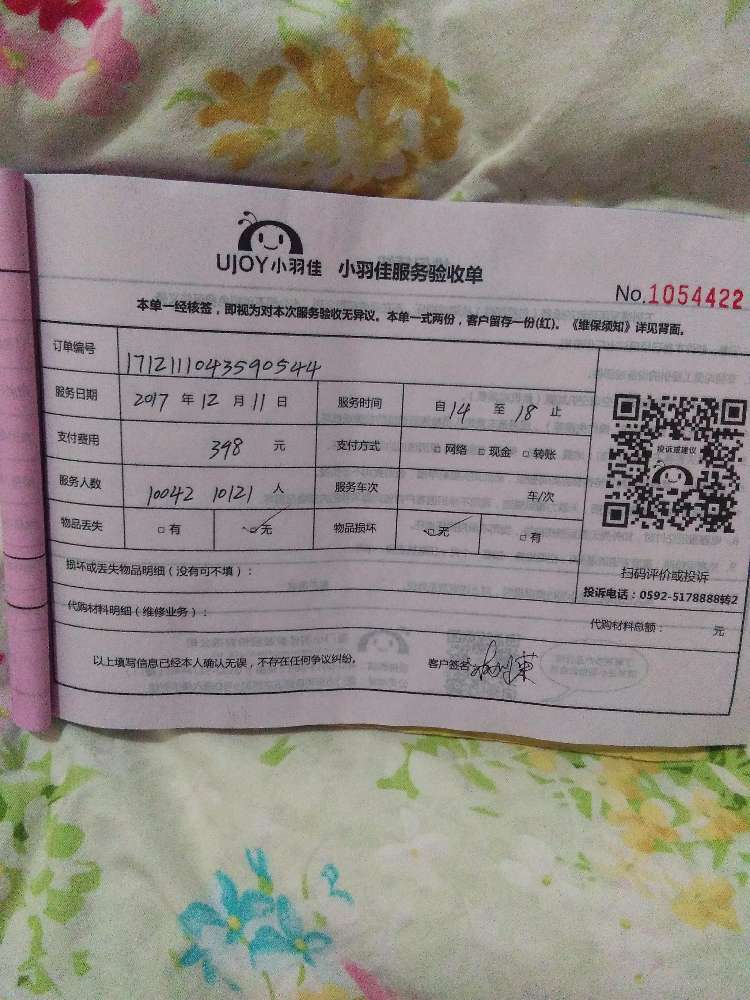 UJOY小羽佳 小羽佳服务验收单
No.1054422
本单一经核签，即视为对本次服务验收无异议。本单一式两份，客户留存一份(红)。《维保须知》详见背面。
订单编号 1712111043590544
服务日期 2017 年 12 月 11 日 服务时间 自 14 至 18 止
支付费用 398 元 支付方式 □ 网络 □ 现金 □ 转账
服务人数 10042 10121 人 服务车次 车/次
物品丢失 □ 有 □ 无 物品损坏 □ 无 □ 有
投诉或建议
扫码评价或投诉
投诉电话：0592-5178888转2
损坏或丢失物品明细（没有可不填）：
代购材料明细（维修业务）： 代购材料总额： 元
以上填写信息已经本人确认无误，不存在任何争议纠纷。 客户签名